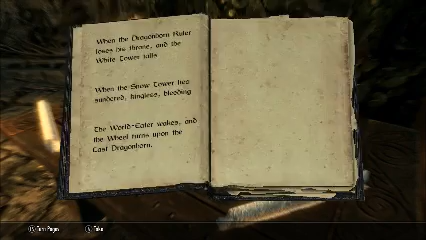 When the Dragonborn Ruler
loses his throne, and the
White Tower falls
When the Snow Tower lies
sundered, kingless, bleeding
The World-Eater wakes, and
the Wheel turns upon the
Last Dragonborn.
Turn Pages
Take